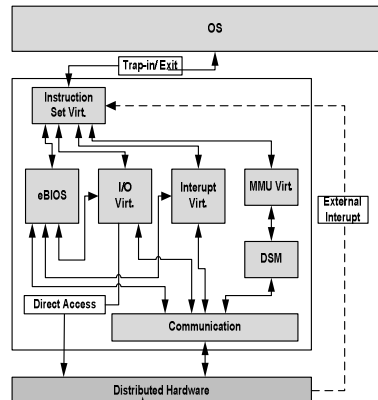 OS
Trap-in/ Exit
Instruction
Set Virt.
eBIOS
I/O
Virt.
Interupt
Virt.
MMU Virt.
External
Interupt
DSM
Direct Access
Communication
Distributed Hardware